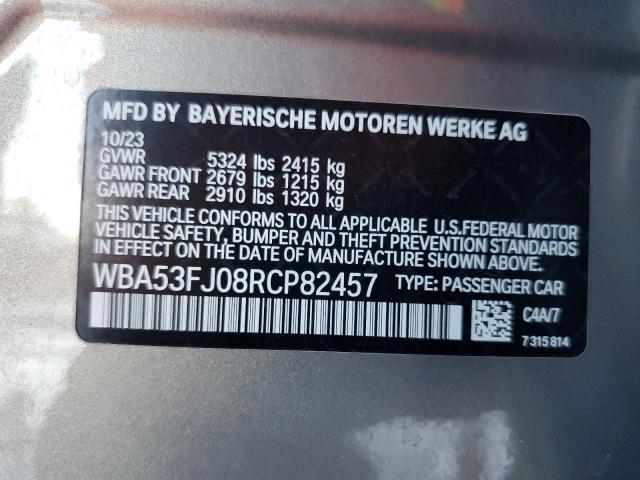 MFD BY BAYERISCHE MOTOREN WERKE AG
10/23
GVWR 5324 lbs 2415 kg
GAWR FRONT 2679 lbs 1215 kg
GAWR REAR 2910 lbs 1320 kg
THIS VEHICLE CONFORMS TO ALL APPLICABLE U.S.FEDERAL MOTOR
VEHICLE SAFETY, BUMPER AND THEFT PREVENTION STANDARDS
IN EFFECT ON THE DATE OF MANUFACTURE SHOWN ABOVE.
WBA53FJ08RCP82457 TYPE: PASSENGER CAR
C4A/7
7 315 814